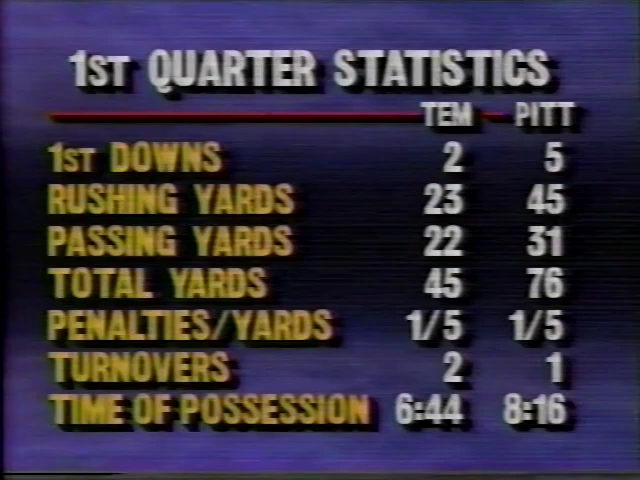 1ST QUARTER STATISTICS
TEM PITT
1ST DOWNS 2 5
RUSHING YARDS 23 45
PASSING YARDS 22 31
TOTAL YARDS 45 76
PENALTIES/YARDS 1/5 1/5
TURNOVERS 2 1
TIME OF POSSESSION 6:44 8:16